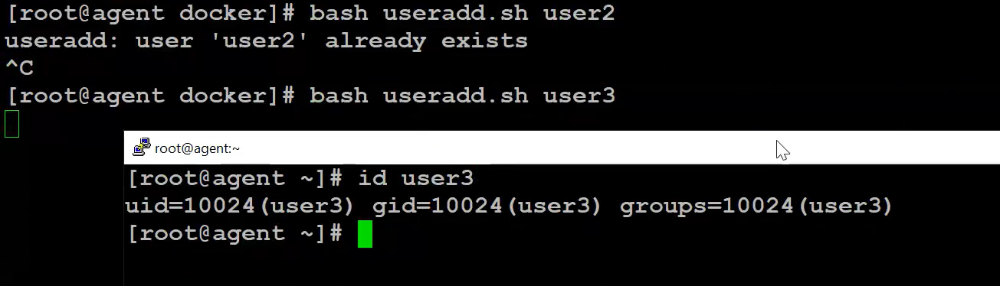 [root@agent docker]# bash useradd.sh user2
useradd: user 'user2' already exists
^C
[root@agent docker]# bash useradd.sh user3
root@agent:~
[root@agent ~]# id user3
uid=10024(user3) gid=10024(user3) groups=10024(user3)
[root@agent ~]#